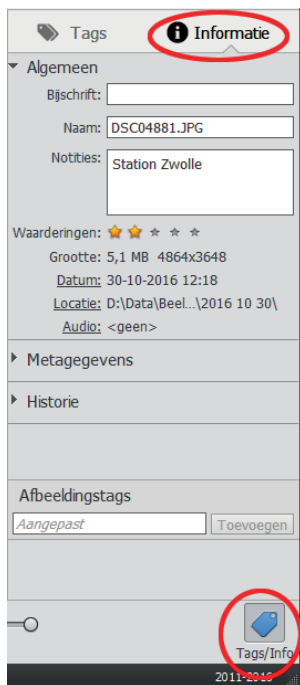 Tags Informatie
Algemeen
Bijschrift:
Naam: DSC04881.JPG
Notities: Station Zwolle
Waarderingen:
Grootte: 5,1 MB 4864x3648
Datum: 30-10-2016 12:18
Locatie: D:\Data\Beel...\2016 10 30\
Audio: <geen>
Metagegevens
Historie
Afbeeldingstags
Aangepast Toevoegen
Tags/Info
2011-2016